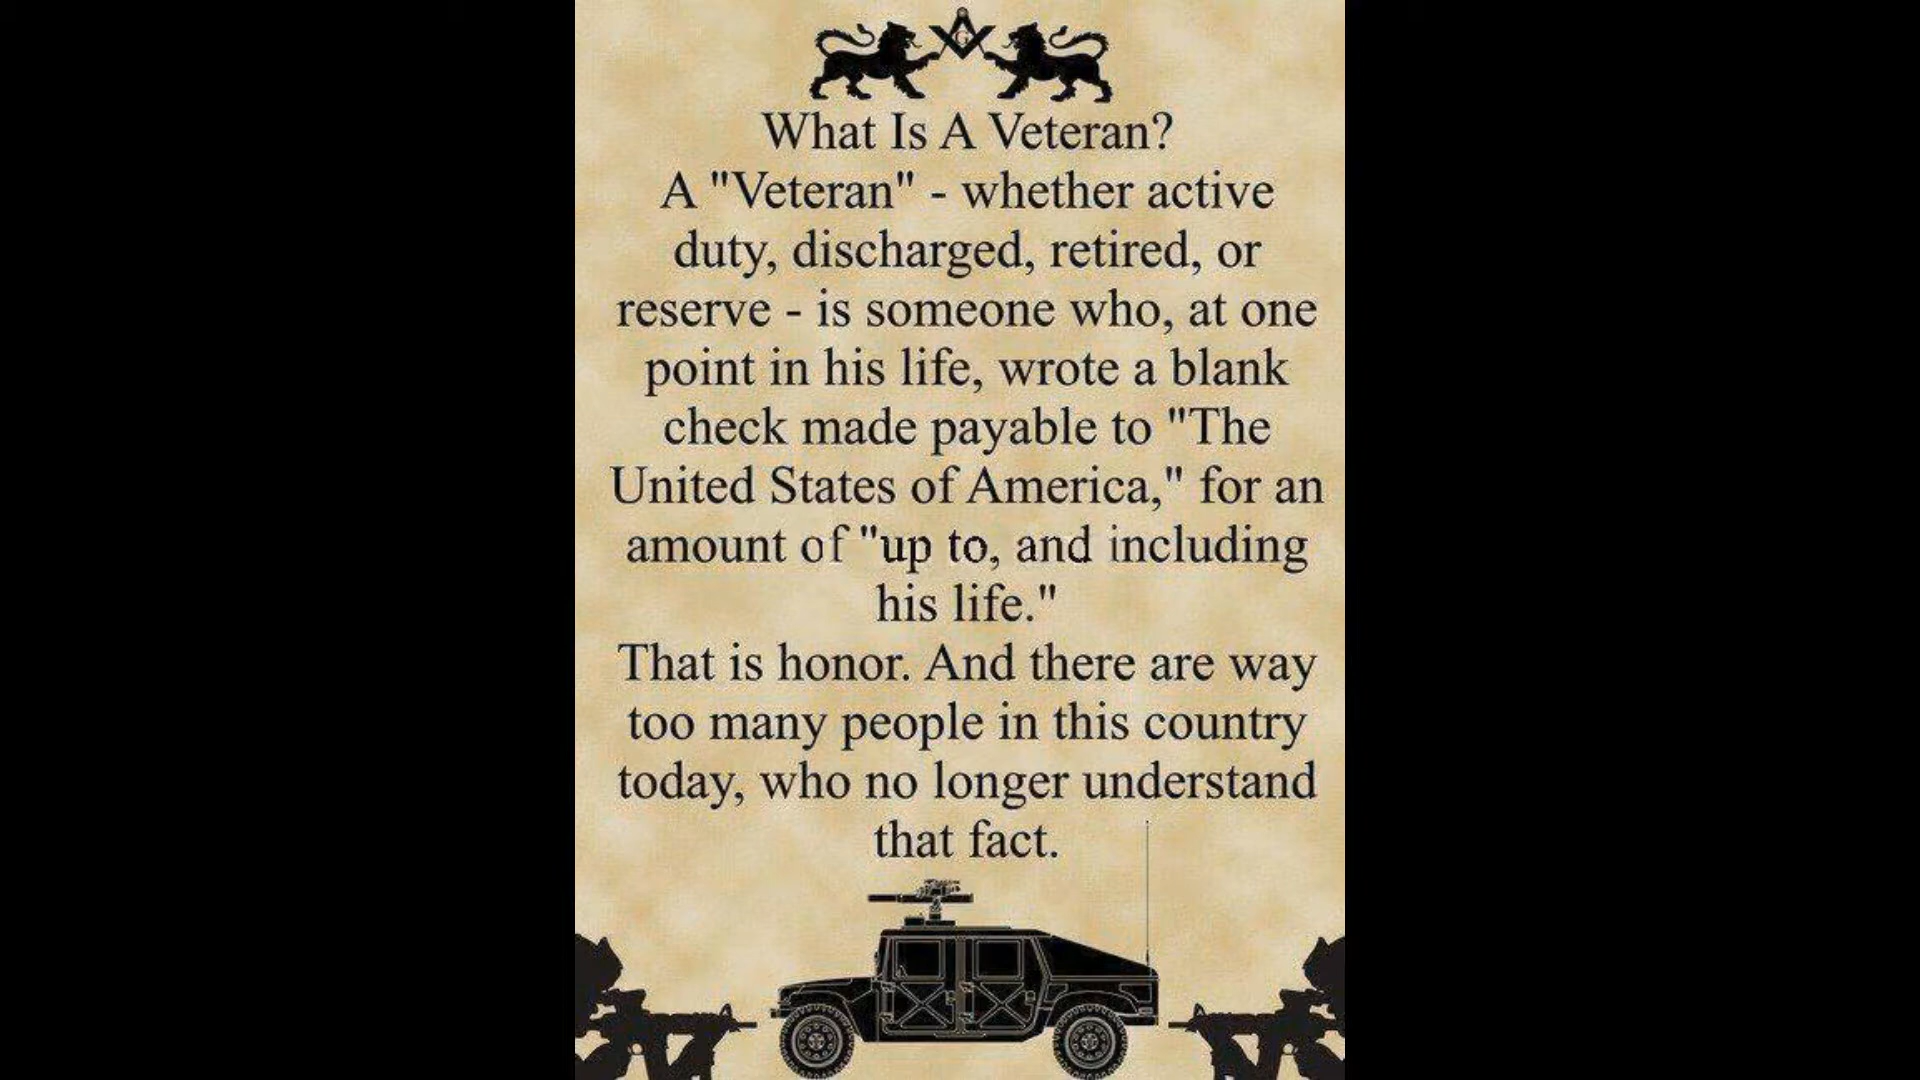 G
What Is A Veteran?
A "Veteran" - whether active
duty, discharged, retired, or
reserve - is someone who, at one
point in his life, wrote a blank
check made payable to "The
United States of America," for an
amount of "up to, and including
his life."
That is honor. And there are way
too many people in this country
today, who no longer understand
that fact.